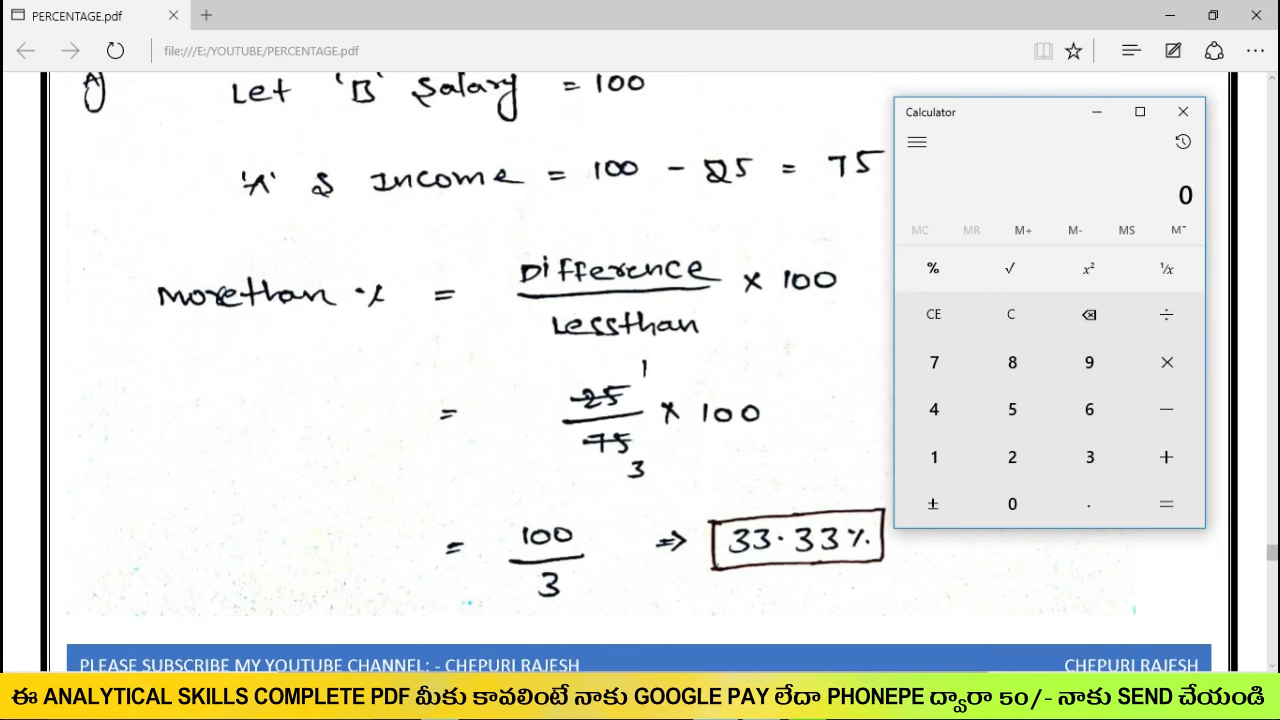 PERCENTAGE.pdf
file:///E:/YOUTUBE/PERCENTAGE.pdf
A) Let 'B' Salary = 100
'A' s Income = 100 - 25 = 75
Morethan % = Difference / Lessthan × 100
= 25 / 75 × 100
1
3
= 100 / 3 ⇒ 33.33%
Calculator
0
MC MR M+ M- MS M˅
% √ x² ¹/x
CE C ⌫ ÷
7 8 9 ×
4 5 6 −
1 2 3 +
± 0 . =
PLEASE SUBSCRIBE MY YOUTUBE CHANNEL: - CHEPURI RAJESH CHEPURI RAJESH
ఈ ANALYTICAL SKILLS COMPLETE PDF మీకు కావలింటే నాకు GOOGLE PAY లేదా PHONEPE ద్వారా 50/- నాకు SEND చేయండి